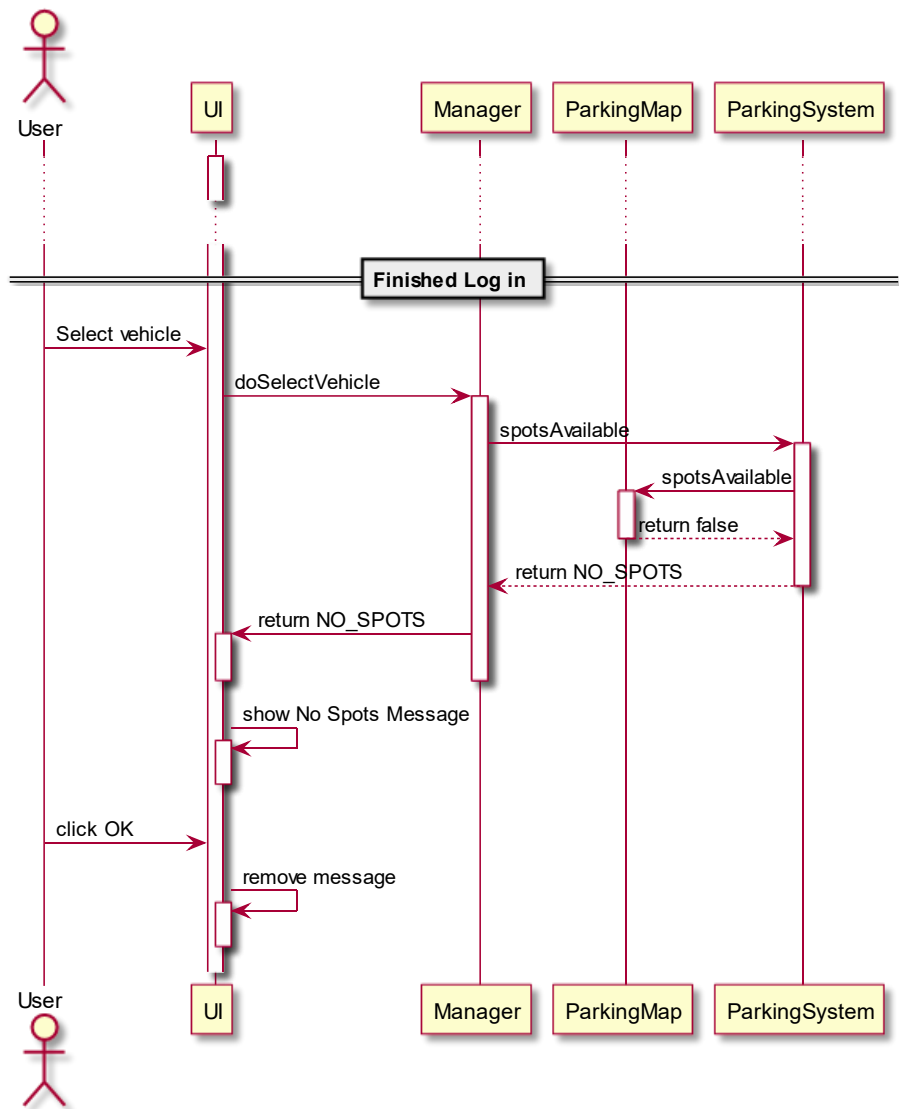 User
UI
Manager
ParkingMap
ParkingSystem
Finished Log in
Select vehicle
doSelectVehicle
spotsAvailable
spotsAvailable
return false
return NO_SPOTS
return NO_SPOTS
show No Spots Message
click OK
remove message
User
UI
Manager
ParkingMap
ParkingSystem